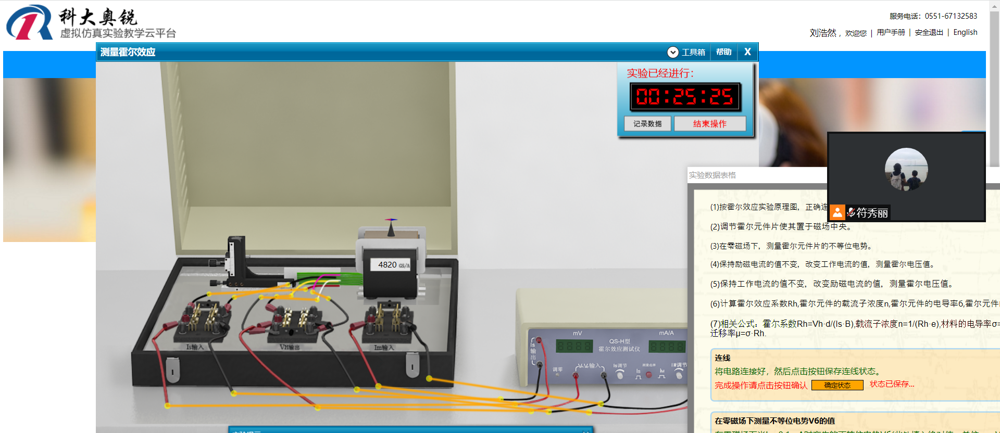 科大奥锐
虚拟仿真实验教学云平台
服务电话：0551-67132583
刘浩然， 欢迎您 | 用户手册 | 安全退出 | English
测量霍尔效应
工具箱
帮助
X
实验已经进行：
00:25:25
记录数据
结束操作
实验数据表格
符秀丽
(1)按霍尔效应实验原理图，正确连
(2)调节霍尔元件片使其置于磁场中央。
(3)在零磁场下，测量霍尔元件片的不等位电势。
(4)保持励磁电流的值不变，改变工作电流的值，测量霍尔电压值。
(5)保持工作电流的值不变，改变励磁电流的值，测量霍尔电压值。
(6)计算霍尔效应系数Rh,霍尔元件的载流子浓度n,霍尔元件的电导率6,霍尔元件
(7)相关公式：霍尔系数Rh=Vh·d/(Is·B),载流子浓度n=1/(Rh·e),材料的电导率σ=
迁移率μ=σ·Rh.
连线
将电路连接好，然后点击按钮保存连线状态。
完成操作请点击按钮确认 确定状态 状态已保存...
在零磁场下测量不等位电势V6的值
4820 GS/A
Is输入
VH输出
Im输入
mV
mA/A
QS-H型
霍尔效应测试仪
Is输出
调零
输入
Is调节
测量选择
Is
IM
IM调节